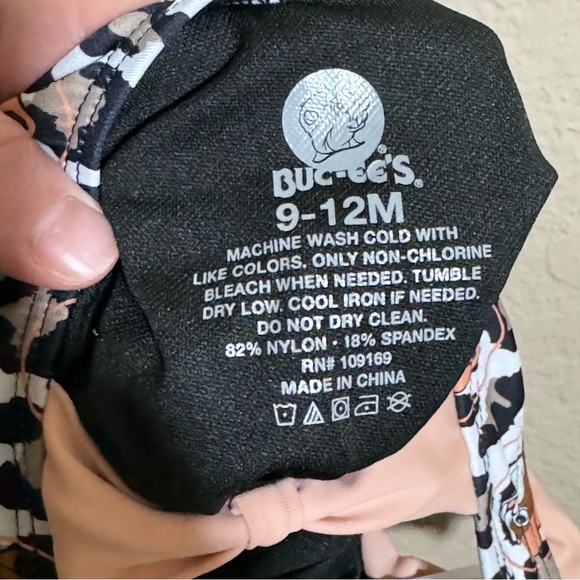 BUC-EE'S®
9-12M
MACHINE WASH COLD WITH
LIKE COLORS. ONLY NON-CHLORINE
BLEACH WHEN NEEDED. TUMBLE
DRY LOW. COOL IRON IF NEEDED.
DO NOT DRY CLEAN.
82% NYLON • 18% SPANDEX
RN# 109169
MADE IN CHINA